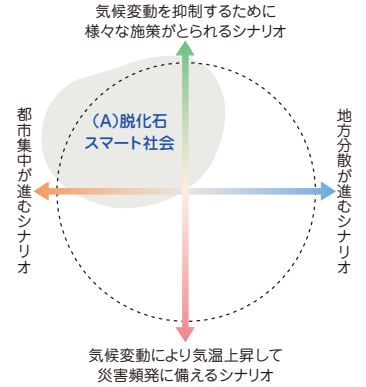 気候変動を抑制するために
様々な施策がとられるシナリオ
都市集中が進むシナリオ
(A)脱化石
スマート社会
地方分散が進むシナリオ
気候変動により気温上昇して
災害頻発に備えるシナリオ